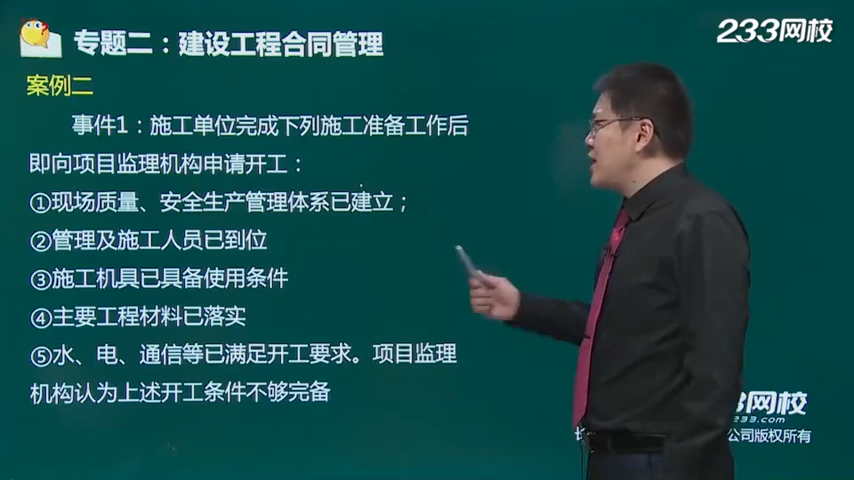 专题二：建设工程合同管理
233网校
案例二
事件1：施工单位完成下列施工准备工作后
即向项目监理机构申请开工：
①现场质量、安全生产管理体系已建立；
②管理及施工人员已到位
③施工机具已具备使用条件
④主要工程材料已落实
⑤水、电、通信等已满足开工要求。项目监理
机构认为上述开工条件不够完备
3网校
233.com
公司版权所有